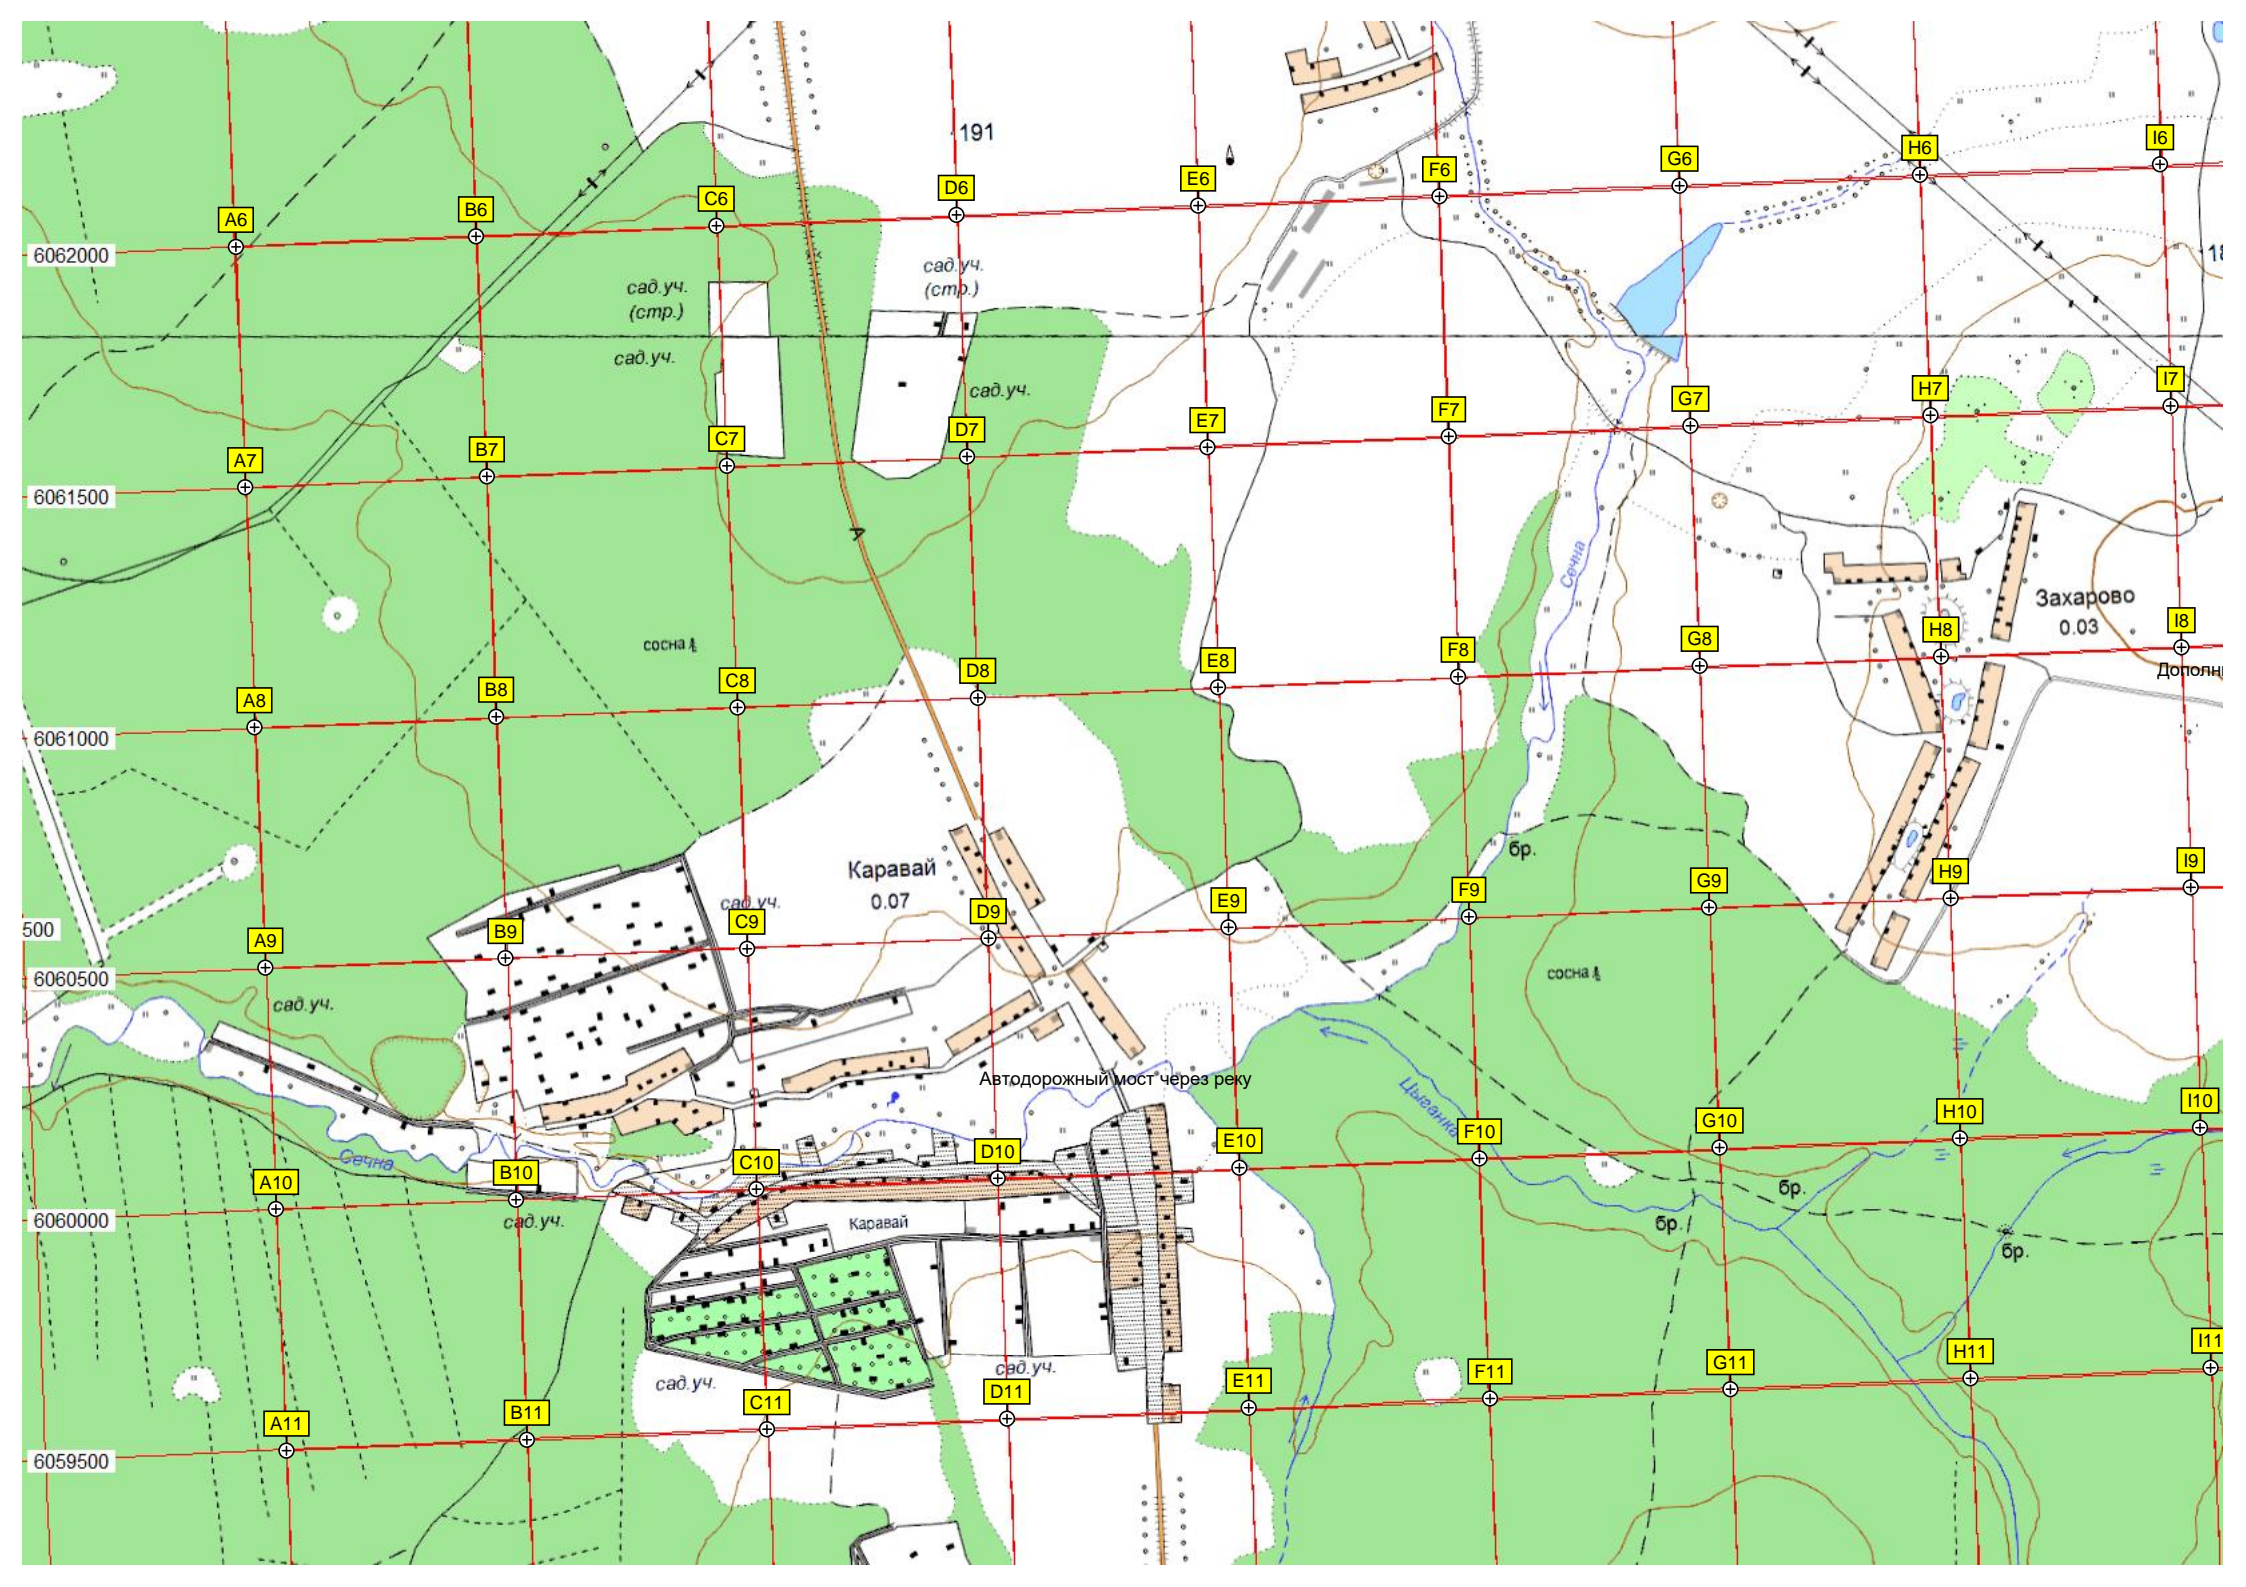 191
A6
B6
C6
D6
E6
F6
G6
H6
I6
6062000
сад.уч.
(стр.)
сад.уч.
(стр.)
18
сад.уч.
сад.уч.
A7
B7
C7
D7
E7
F7
G7
H7
I7
6061500
А
Сечна
Захарово
0.03
сосна
A8
B8
C8
D8
E8
F8
G8
H8
I8
Дополн
6061000
бр.
Каравай
0.07
сад.уч.
A9
B9
C9
D9
E9
F9
G9
H9
I9
500
6060500
сосна
сад.уч.
Автодорожный мост через реку
Цыганка
Сечна
A10
B10
C10
D10
E10
F10
G10
H10
I10
6060000
сад.уч.
Каравай
бр.
бр.
бр.
сад.уч.
сад.уч.
A11
B11
C11
D11
E11
F11
G11
H11
I11
6059500